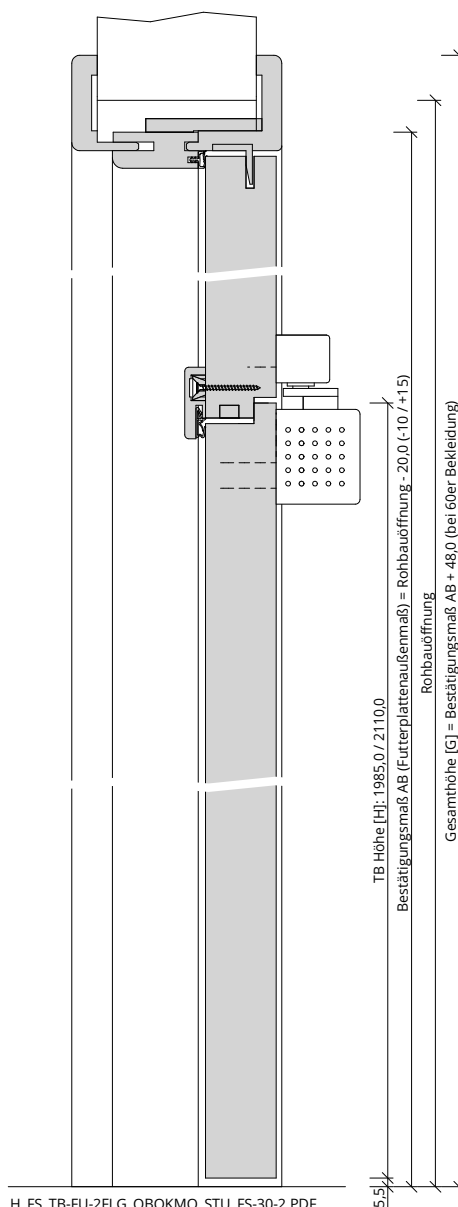 TB Höhe [H]: 1985,0 / 2110,0
Bestätigungsmaß AB (Futterplattenaußenmaß) = Rohbauöffnung - 20,0 (-10 / +15)
Rohbauöffnung
Gesamthöhe [G] = Bestätigungsmaß AB + 48,0 (bei 60er Bekleidung)
5,5
H_FS_TB-FU-2FLG_OBOKMO_STU_FS-30-2.PDF